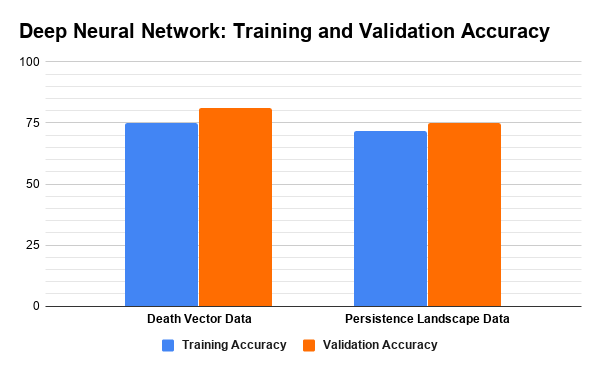 Deep Neural Network: Training and Validation Accuracy
100
75
50
25
0
Death Vector Data Persistence Landscape Data
Training Accuracy Validation Accuracy